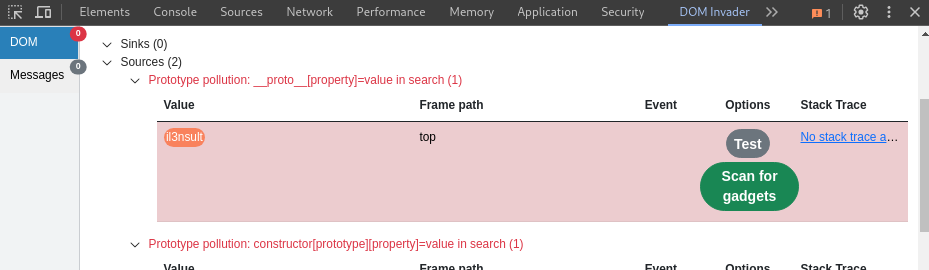 Elements Console Sources Network Performance Memory Application Security DOM Invader 1
DOM 0
Messages 0
Sinks (0)
Sources (2)
Prototype pollution: __proto__[property]=value in search (1)
Value Frame path Event Options Stack Trace
il3nsult top Test No stack trace a...
Scan for
gadgets
Prototype pollution: constructor[prototype][property]=value in search (1)
Value Frame path Event Options Stack Trace